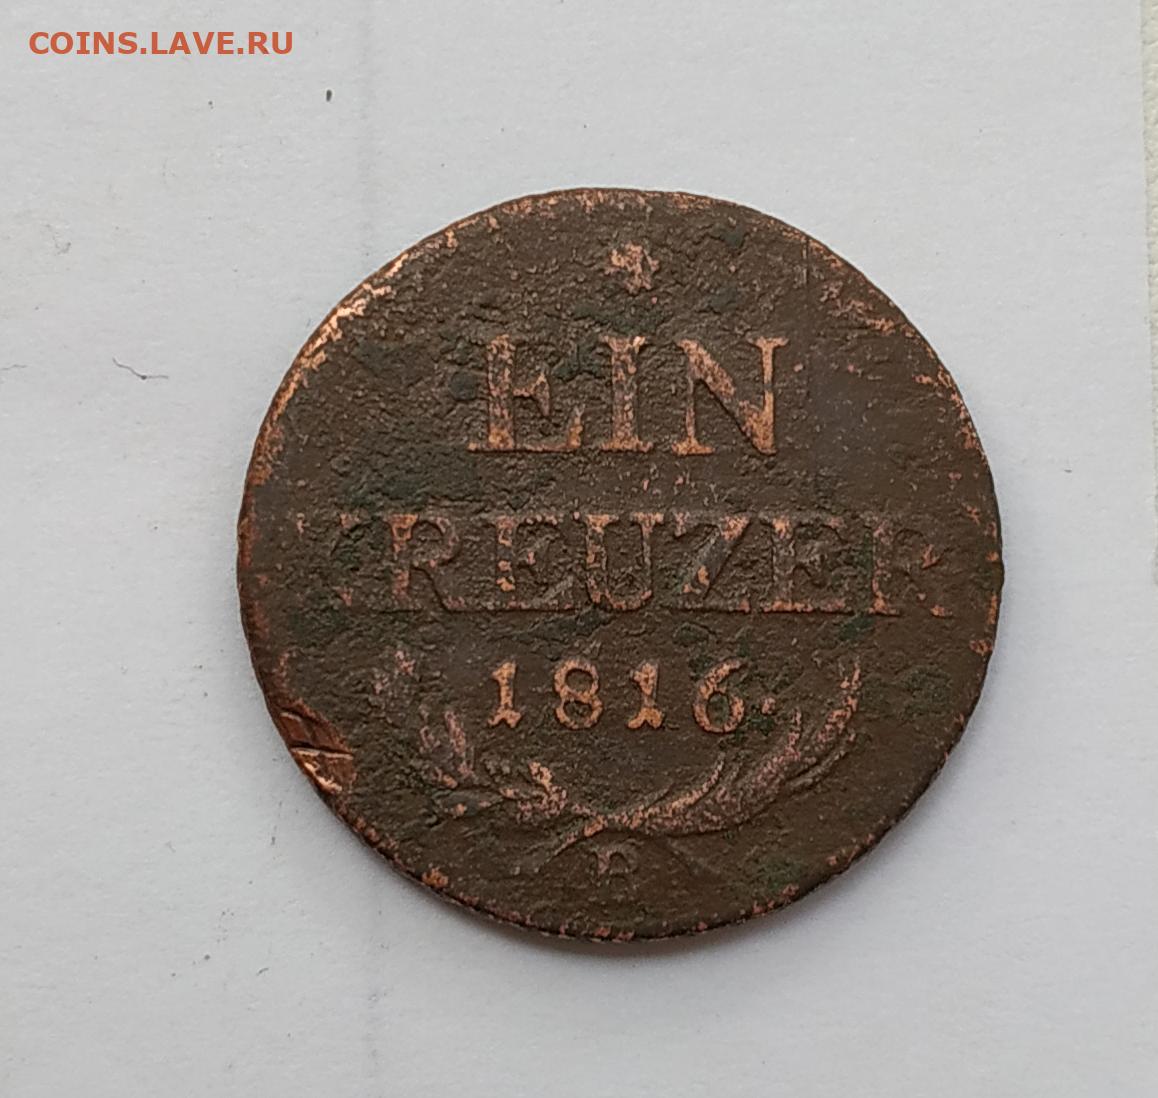 COINS.LAVE.RU
EIN
KREUZER
1816.